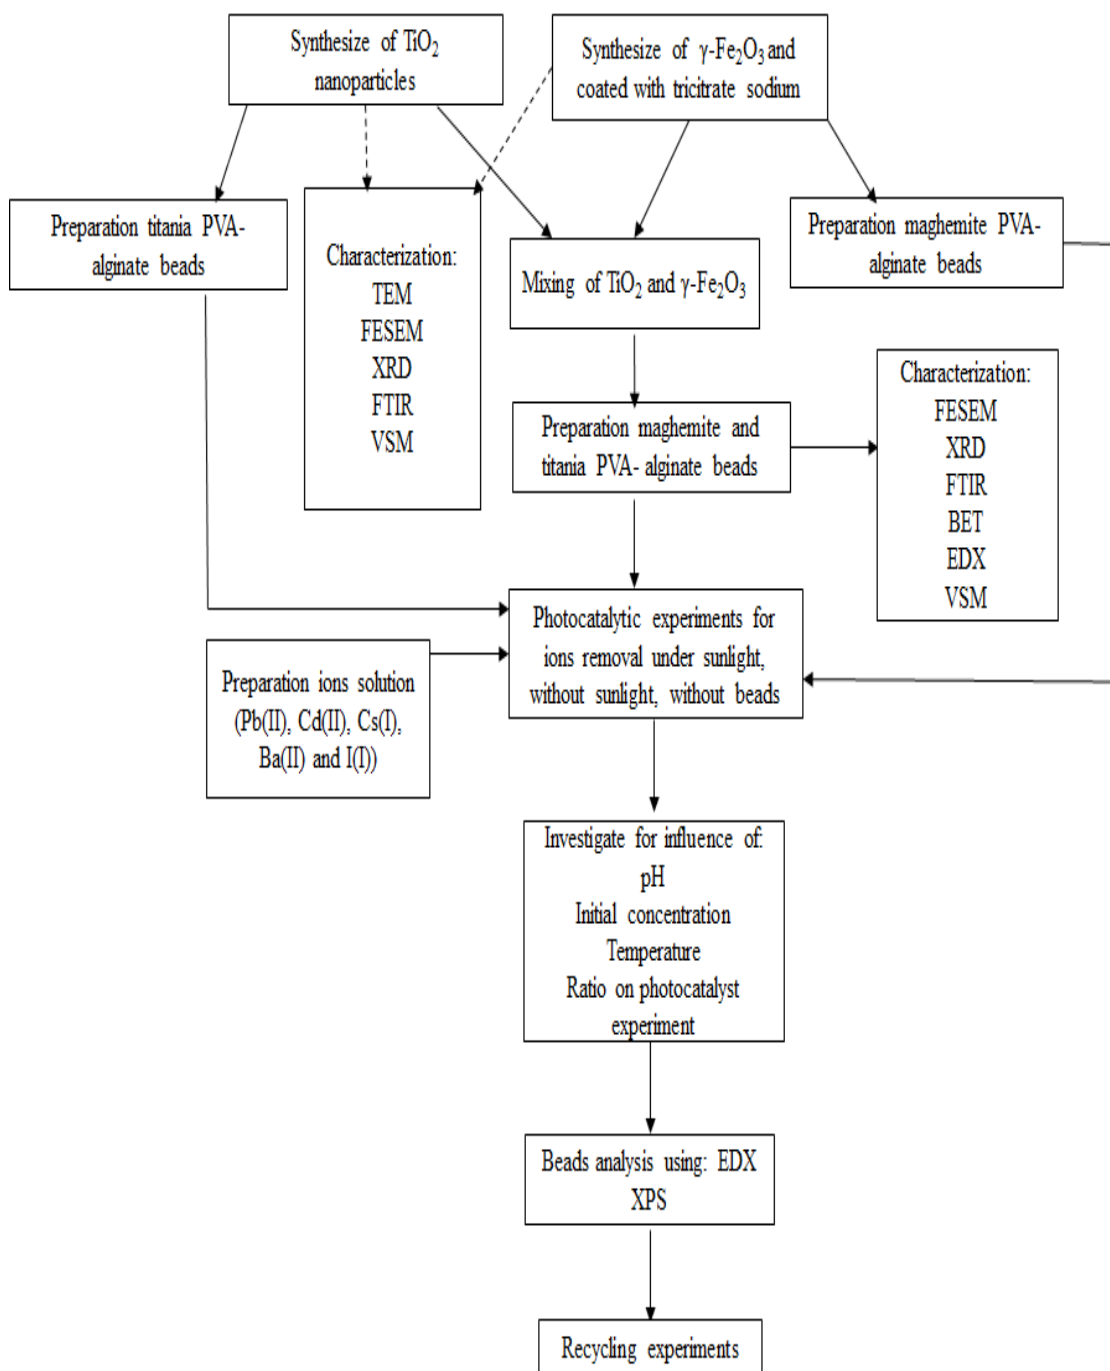 Synthesize of TiO₂
nanoparticles
Synthesize of γ-Fe₂O₃ and
coated with tricitrate sodium
Preparation titania PVA-
alginate beads
Characterization:
TEM
FESEM
XRD
FTIR
VSM
Mixing of TiO₂ and γ-Fe₂O₃
Preparation maghemite PVA-
alginate beads
Preparation maghemite and
titania PVA- alginate beads
Characterization:
FESEM
XRD
FTIR
BET
EDX
VSM
Photocatalytic experiments for
ions removal under sunlight,
without sunlight, without beads
Preparation ions solution
(Pb(II), Cd(II), Cs(I),
Ba(II) and I(I))
Investigate for influence of:
pH
Initial concentration
Temperature
Ratio on photocatalyst
experiment
Beads analysis using: EDX
XPS
Recycling experiments